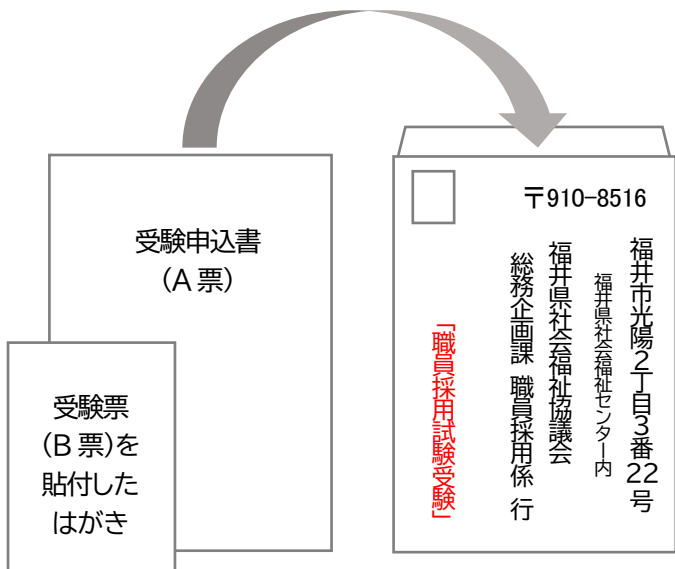 受験申込書
(A 票)
受験票
(B 票)を
貼付した
はがき
〒910-8516
福井市光陽2丁目3番22号
福井県社会福祉センター内
福井県社会福祉協議会
総務企画課 職員採用係 行
「職員採用試験受験」